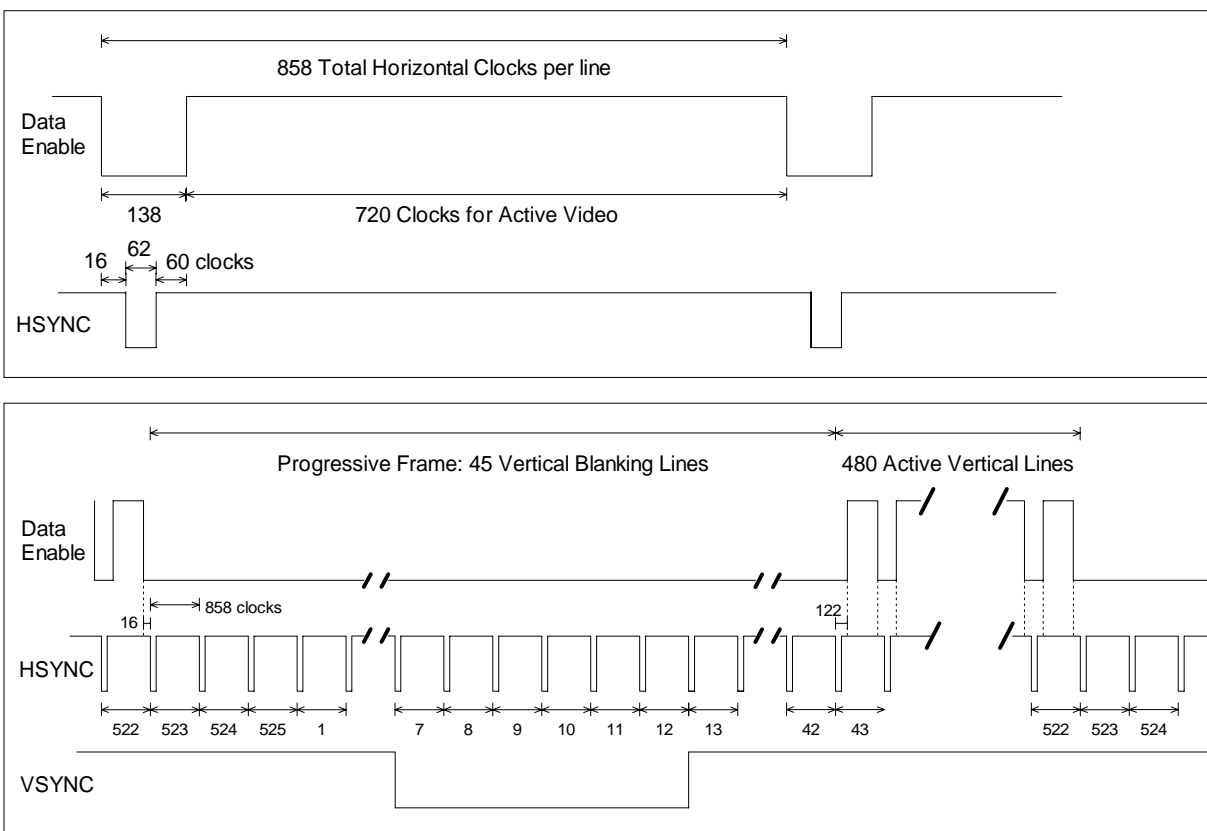 858 Total Horizontal Clocks per line
Data
Enable
138
720 Clocks for Active Video
62
16
60 clocks
HSYNC
Progressive Frame: 45 Vertical Blanking Lines
480 Active Vertical Lines
Data
Enable
858 clocks
16
122
HSYNC
522 523 524 525 1 7 8 9 10 11 12 13 42 43 522 523 524
VSYNC